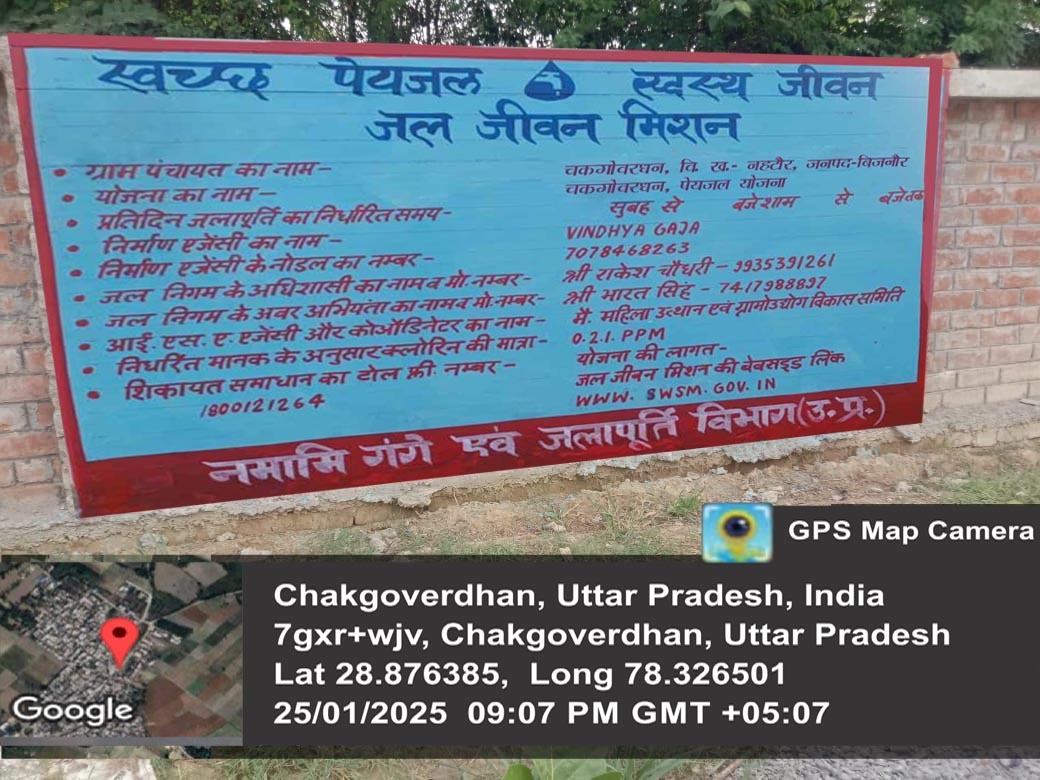 स्वच्छ पेयजल स्वस्थ जीवन
जल जीवन मिशन
• ग्राम पंचायत का नाम- चकगोवरधन, वि. ख.- नहटौर, जनपद-बिजनौर
• योजना का नाम- चकगोवरधन, पेयजल योजना
• प्रतिदिन जलापूर्ति का निर्धारित समय- सुबह से बजे शाम से बजे तक
• निर्माण एजेंसी का नाम- VINDHYA GAJA
• निर्माण एजेंसी के नोडल का नम्बर- 7078468263
• जल निगम के अधिशासी का नाम व मो. नम्बर- श्री राकेश चौधरी - 9935391261
• जल निगम के अवर अभियंता का नाम व मो. नम्बर- श्री भारत सिंह - 7417988897
• आई. एस. ए. एजेंसी और कोऑर्डिनेटर का नाम- मै. महिला उत्थान एवं ग्रामोउद्योग विकास समिति
• निर्धारित मानक के अनुसार क्लोरिन की मात्रा- 0.2.1. PPM
• शिकायत समाधान का टोल फ्री नम्बर- योजना की लागत-
1800121264 जल जीवन मिशन की बेबसइड लिंक
WWW. SWSM. GOV. IN
नमामि गंगे एवं जलापूर्ति विभाग (उ. प्र.)
GPS Map Camera
Chakgoverdhan, Uttar Pradesh, India
7gxr+wjv, Chakgoverdhan, Uttar Pradesh
Lat 28.876385, Long 78.326501
25/01/2025 09:07 PM GMT +05:07
Google